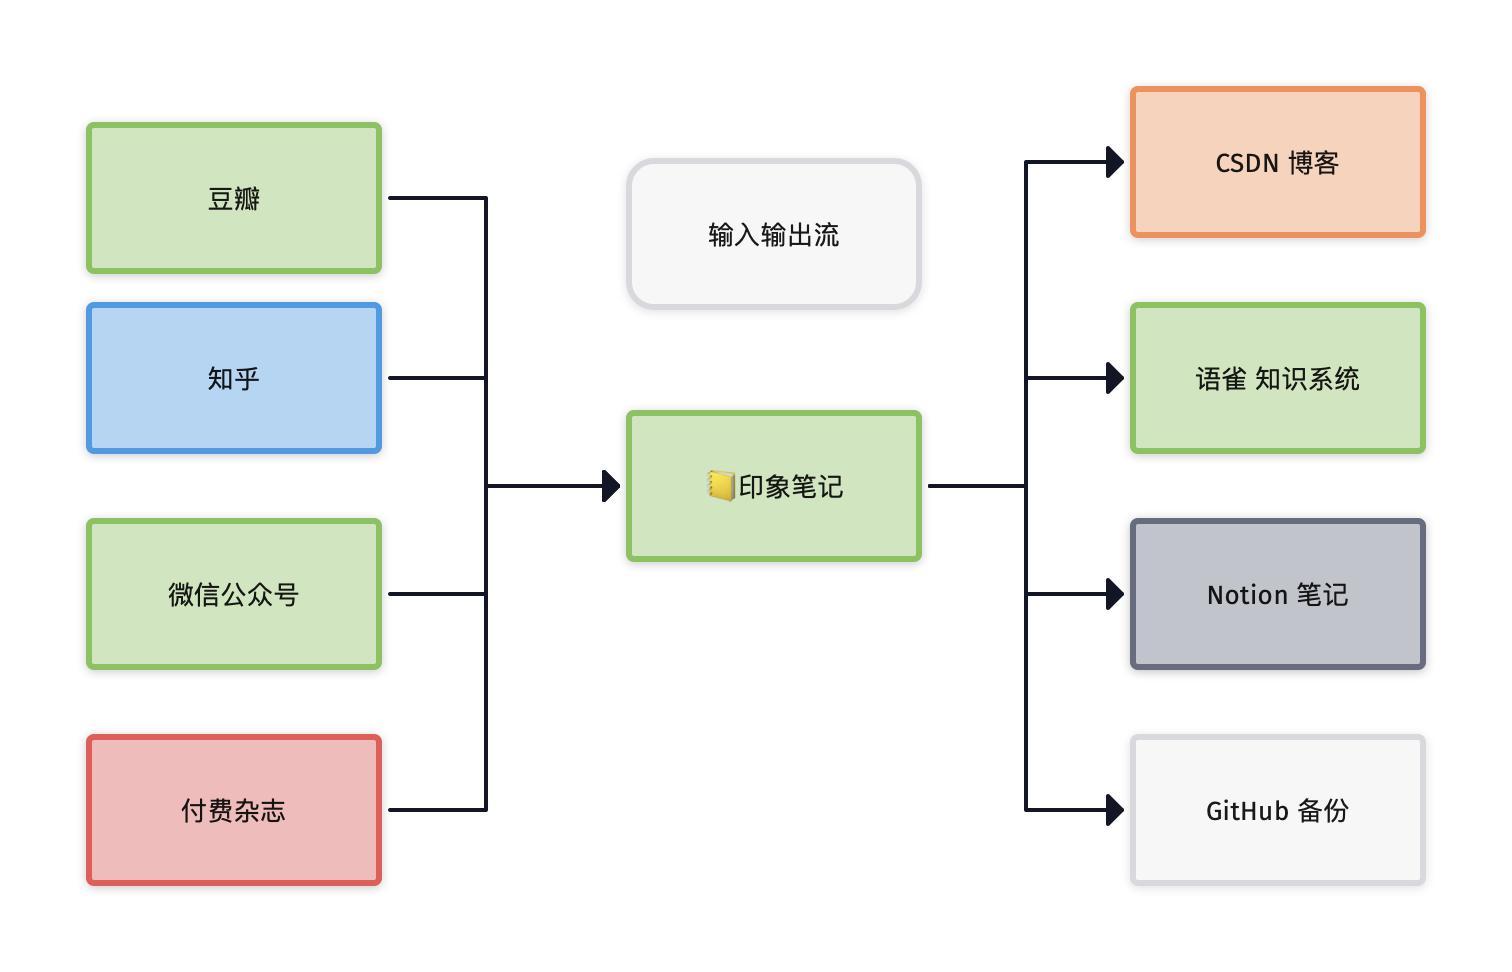 豆瓣
知乎
微信公众号
付费杂志
输入输出流
📒印象笔记
CSDN 博客
语雀 知识系统
Notion 笔记
GitHub 备份